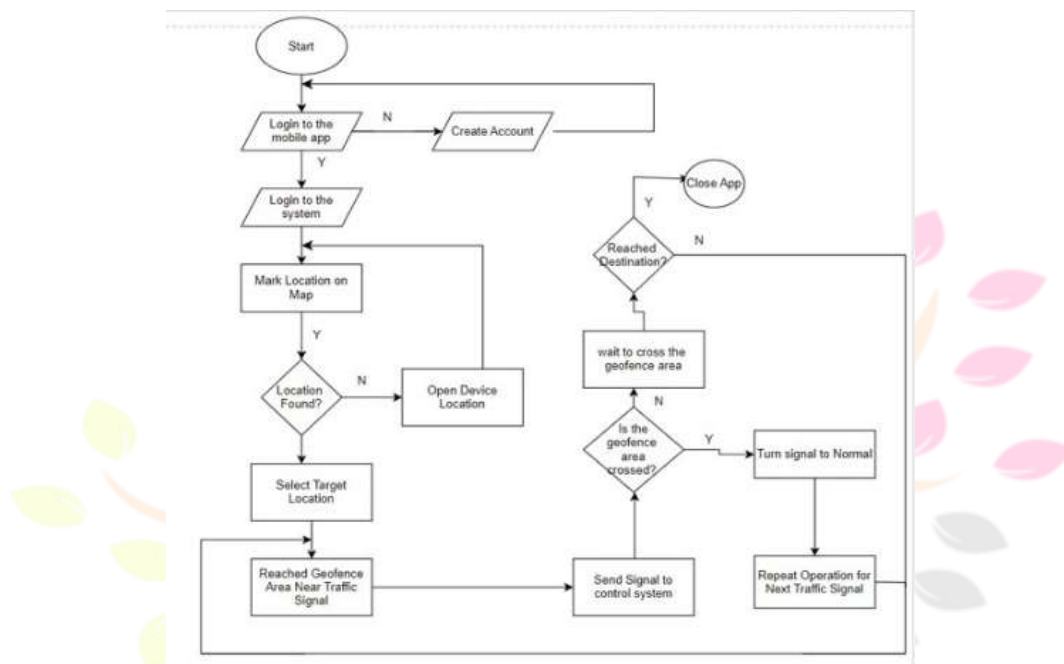 Start
Login to the
mobile app
N
Create Account
Y
Login to the
system
Mark Location on
Map
Y
Location
Found?
N
Open Device
Location
Select Target
Location
Reached Geofence
Area Near Traffic
Signal
Send Signal to
control system
Is the
geofence
area
crossed?
Y
Turn signal to Normal
Repeat Operation for
Next Traffic Signal
N
wait to cross the
geofence area
Reached
Destination?
N
Y
Close App